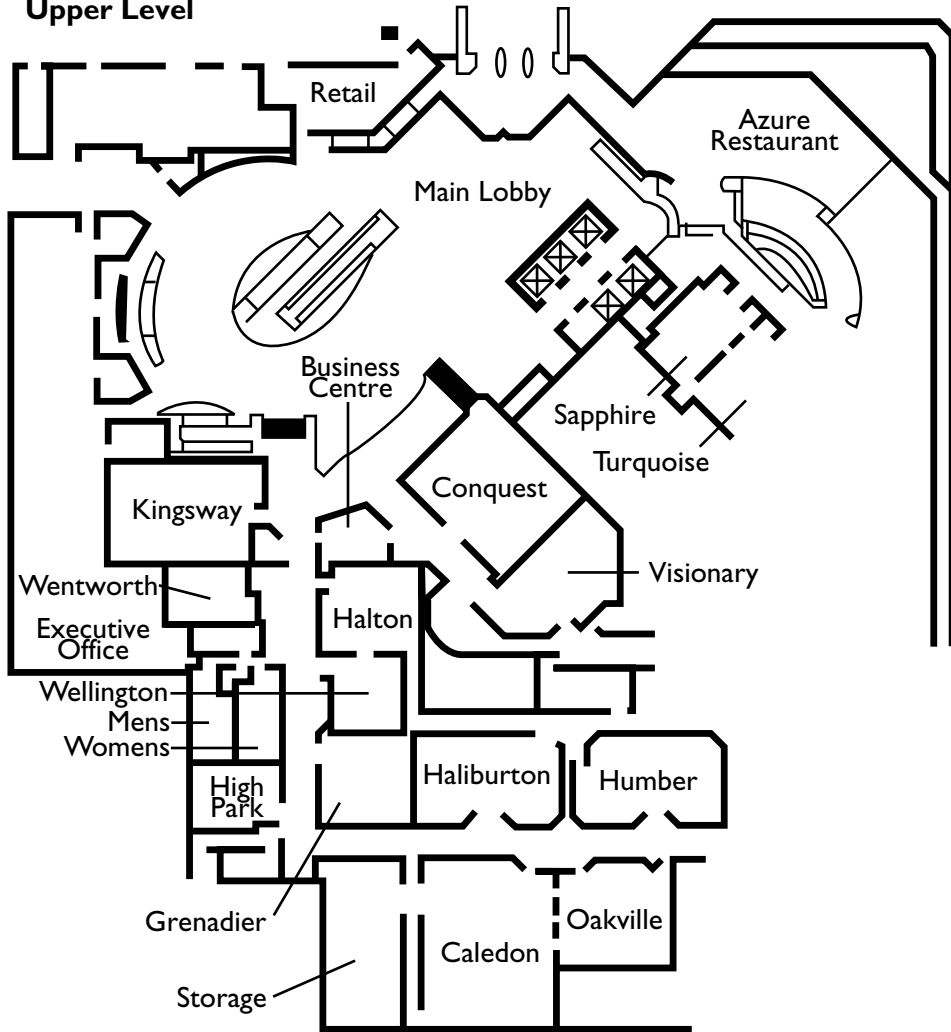 Upper Level
Retail
Azure
Restaurant
Main Lobby
Business
Centre
Sapphire
Turquoise
Conquest
Kingsway
Visionary
Wentworth
Halton
Executive
Office
Wellington
Mens
Womens
Haliburton
Humber
High
Park
Grenadier
Oakville
Caledon
Storage